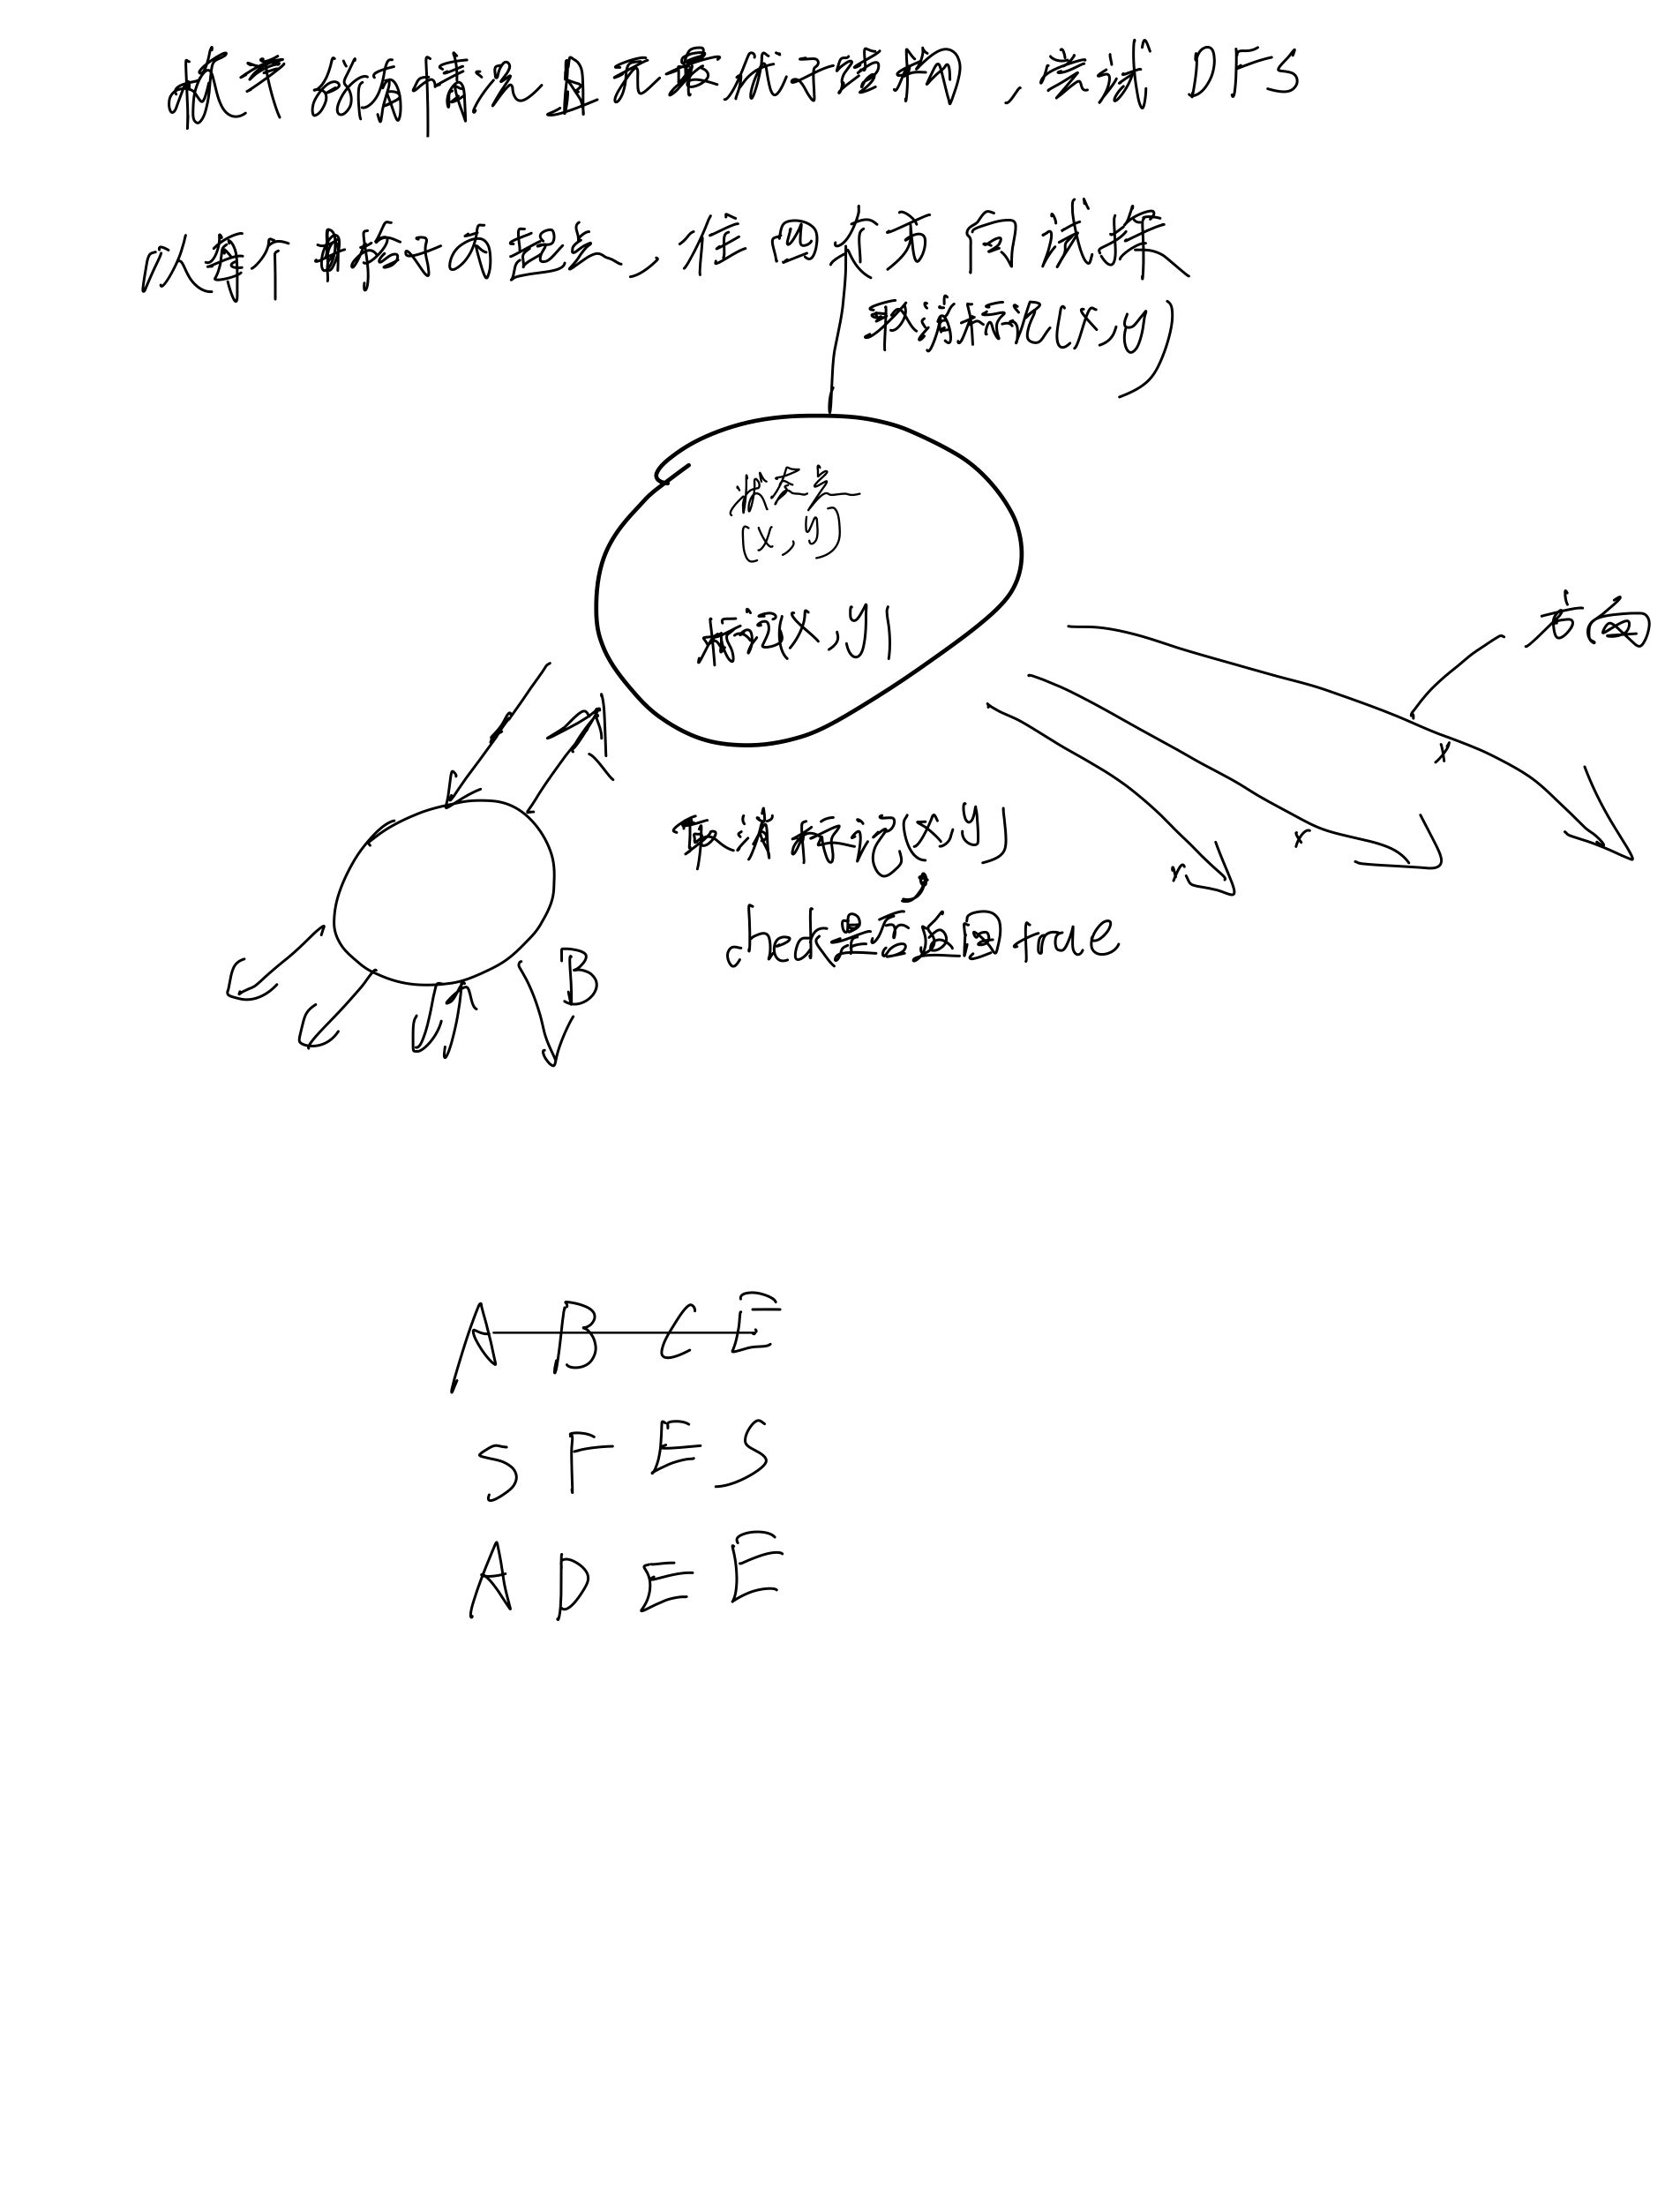 枚举所有情况且无最优子结构，尝试 DFS
以每个单格子为起点，往四个方向试集
取消标记(x,y)
状态为
(x,y)
标记(x,y)
方向
x
x
取消标记(x,y)
check是否返回true
B
A B C E
S F E S
A D E E